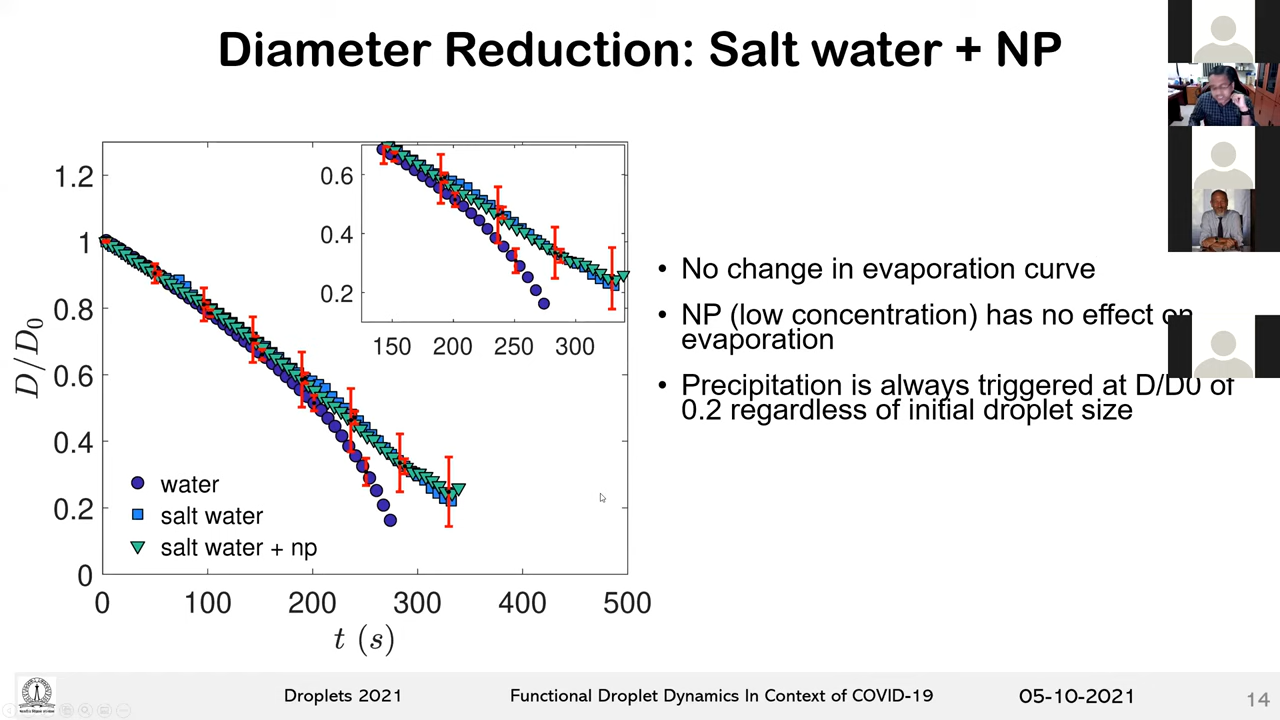 Diameter Reduction: Salt water + NP
1.2
1
0.8
0.6
0.4
0.2
0
D/D0
0 100 200 300 400 500
t (s)
0.6
0.4
0.2
150 200 250 300
water
salt water
salt water + np
• No change in evaporation curve
• NP (low concentration) has no effect on
evaporation
• Precipitation is always triggered at D/D0 of
0.2 regardless of initial droplet size
Droplets 2021 Functional Droplet Dynamics In Context of COVID-19 05-10-2021 14